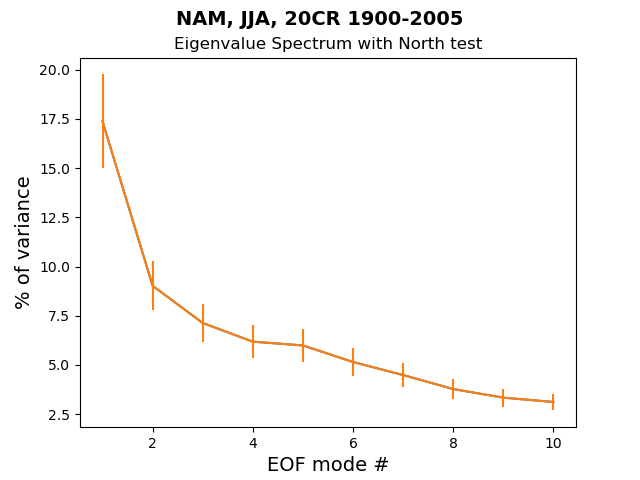 NAM, JJA, 20CR 1900-2005
Eigenvalue Spectrum with North test
20.0
17.5
15.0
12.5
10.0
7.5
5.0
2.5
% of variance
2 4 6 8 10
EOF mode #